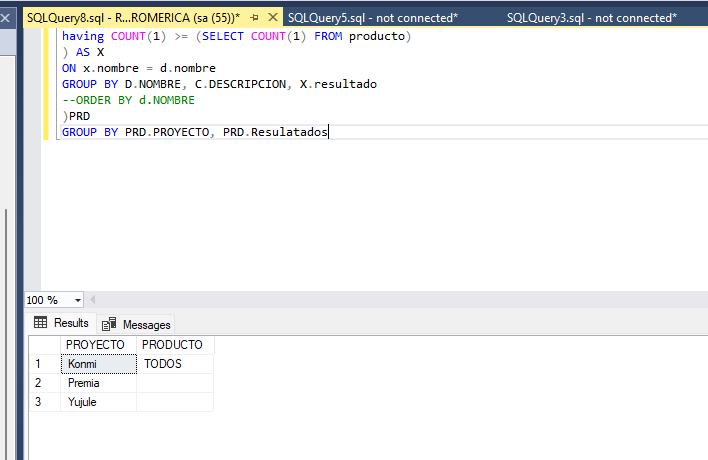 SQLQuery8.sql - R...ROMERICA (sa (55))*
SQLQuery5.sql - not connected*
SQLQuery3.sql - not connected*
having COUNT(1) >= (SELECT COUNT(1) FROM producto)
) AS X
ON x.nombre = d.nombre
GROUP BY D.NOMBRE, C.DESCRIPCION, X.resultado
--ORDER BY d.NOMBRE
)PRD
GROUP BY PRD.PROYECTO, PRD.Resulatados
100 %
Results Messages
PROYECTO PRODUCTO
1 Konmi TODOS
2 Premia
3 Yujule